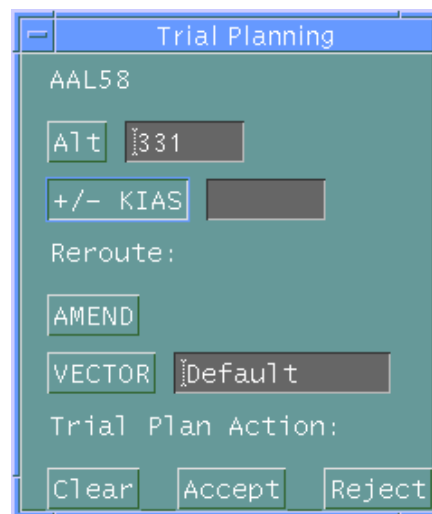 Trial Planning
AAL58
Alt 331
+/- KIAS
Reroute:
AMEND
VECTOR Default
Trial Plan Action:
Clear Accept Reject